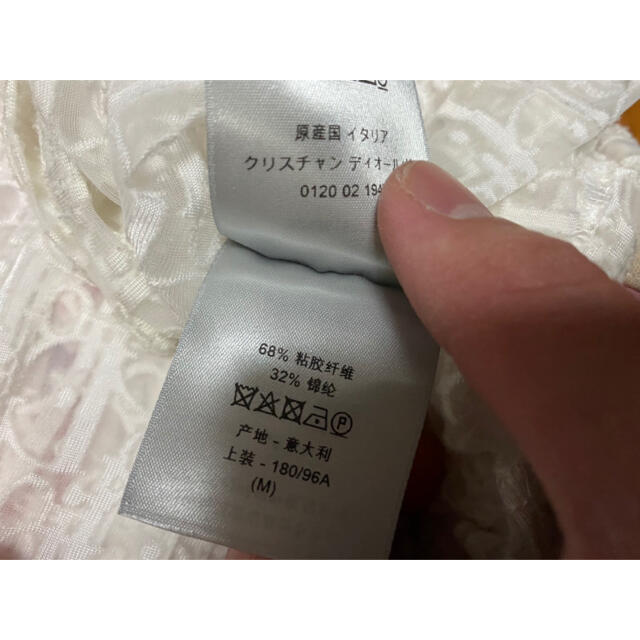 原産国 イタリア
クリスチャン ディオール
0120 02 194
68% 粘胶纤维
32% 锦纶
P
产地 - 意大利
上装 - 180/96A
(M)